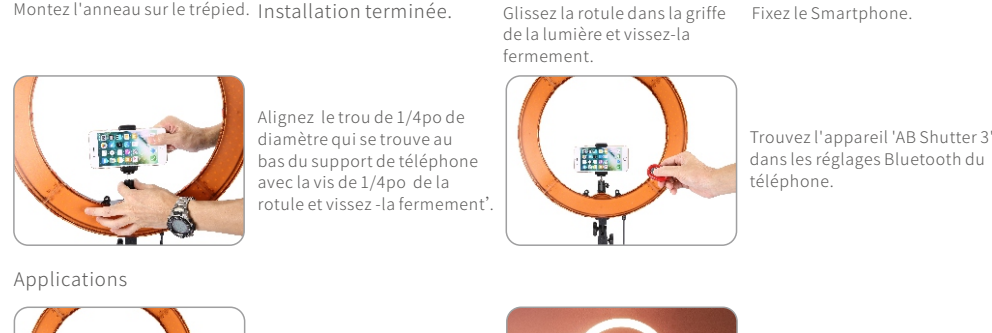 Montez l'anneau sur le trépied.
Installation terminée.
Glissez la rotule dans la griffe
de la lumière et vissez-la
fermement.
Fixez le Smartphone.
Alignez le trou de 1/4po de
diamètre qui se trouve au
bas du support de téléphone
avec la vis de 1/4po de la
rotule et vissez -la fermement’.
Trouvez l'appareil 'AB Shutter 3'
dans les réglages Bluetooth du
téléphone.
Applications